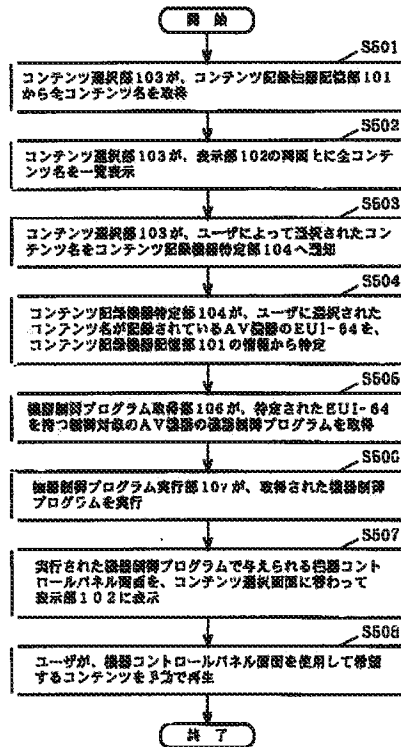 開 始
S501
コンテンツ選択部103が、コンテンツ記録機器記憶部101
から全コンテンツ名を取得
S502
コンテンツ選択部103が、表示部102の画面上に全コンテ
ンツ名を一覧表示
S503
コンテンツ選択部103が、ユーザによって選択されたコン
テンツ名をコンテンツ記録機器特定部104へ通知
S504
コンテンツ記録機器特定部104が、ユーザに選択された
コンテンツ名が記録されているAV機器のEUI-64を、
コンテンツ記録機器記憶部101の情報から特定
S505
機器制御プログラム取得部106が、特定されたEUI-64
を持つ制御対象のAV機器の機器制御プログラムを取得
S506
機器制御プログラム実行部107が、取得された機器制御
プログラムを実行
S507
実行された機器制御プログラムで与えられる機器コント
ロールパネル画面を、コンテンツ選択画面に替わって
表示部102に表示
S508
ユーザが、機器コントロールパネル画面を使用して希望
するコンテンツを で再生
終 了